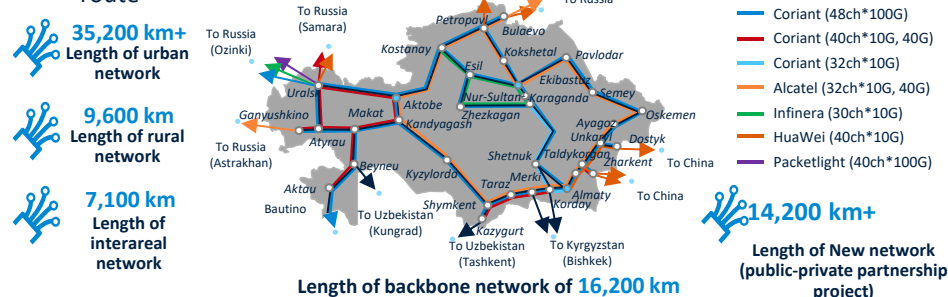 route
35,200 km+
Length of urban
network
9,600 km
Length of rural
network
7,100 km
Length of
interareal
network
To Russia
(Samara)
To Russia
(Ozinki)
To Russia
(Astrakhan)
Petropavl
Bulaevo
Kostanay
Kokshetal
Pavlodar
Esil
Ekibastuz
Uralsk
Nur-Sultan
Karaganda
Semey
Makat
Aktobe
Zhezkagan
Oskemen
Ganyushkino
Kandyagash
Ayagoz
Atyrau
Unkanyl
Dostyk
Shetnuk
Taldykorgan
Zharkent
To China
Beyneu
Kyzylorda
Merki
Aktau
Taraz
Almaty
To China
Bautino
Shymkent
Korday
To Uzbekistan
(Kungrad)
Kazygurt
To Uzbekistan
(Tashkent)
To Kyrgyzstan
(Bishkek)
Length of backbone network of 16,200 km
Coriant (48ch*100G)
Coriant (40ch*10G, 40G)
Coriant (32ch*10G)
Alcatel (32ch*10G, 40G)
Infinera (30ch*10G)
HuaWei (40ch*10G)
Packetlight (40ch*100G)
14,200 km+
Length of New network
(public-private partnership
project)